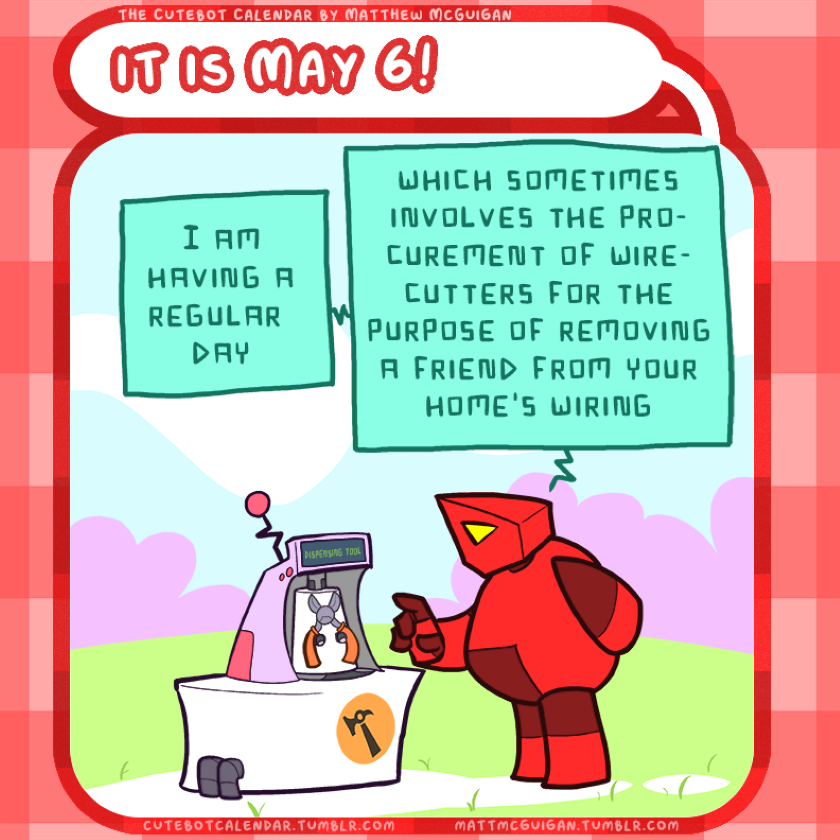 THE CUTEBOT CALENDAR BY MATTHEW MCGUIGAN
IT IS MAY 6!
I AM
HAVING A
REGULAR
DAY
WHICH SOMETIMES
INVOLVES THE PRO-
CUREMENT OF WIRE-
CUTTERS FOR THE
PURPOSE OF REMOVING
A FRIEND FROM YOUR
HOME'S WIRING
DISPENSING TOOL
CUTEBOTCALENDAR.TUMBLR.COM
MATTMCGUIGAN.TUMBLR.COM